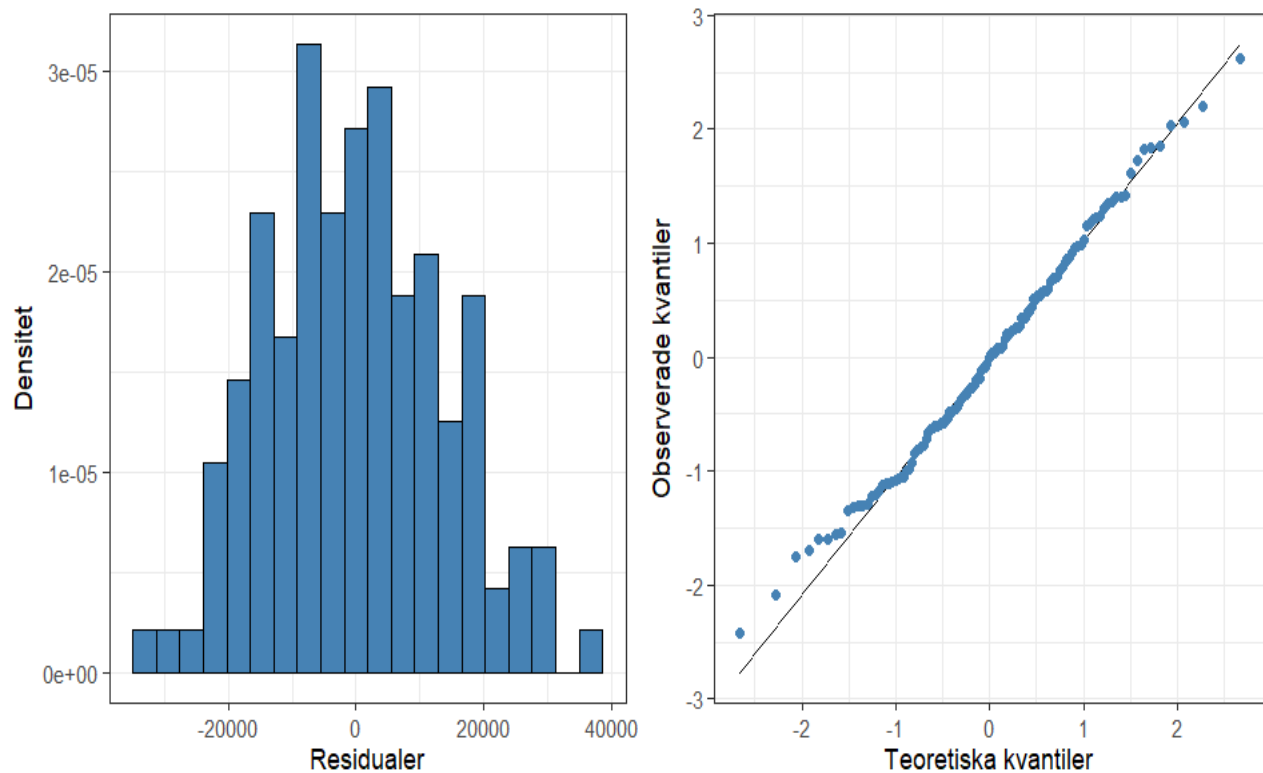 3e-05
2e-05
1e-05
0e+00
Densitet
-20000
0
20000
40000
Residualer
3
2
1
0
-1
-2
-3
Observerade kvantiler
-2
-1
0
1
2
Teoretiska kvantiler